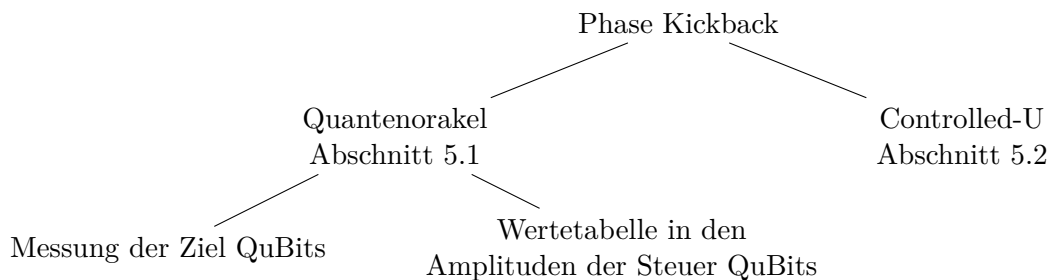 Phase Kickback
Quantenorakel
Abschnitt 5.1
Controlled-U
Abschnitt 5.2
Messung der Ziel QuBits
Wertetabelle in den
Amplituden der Steuer QuBits